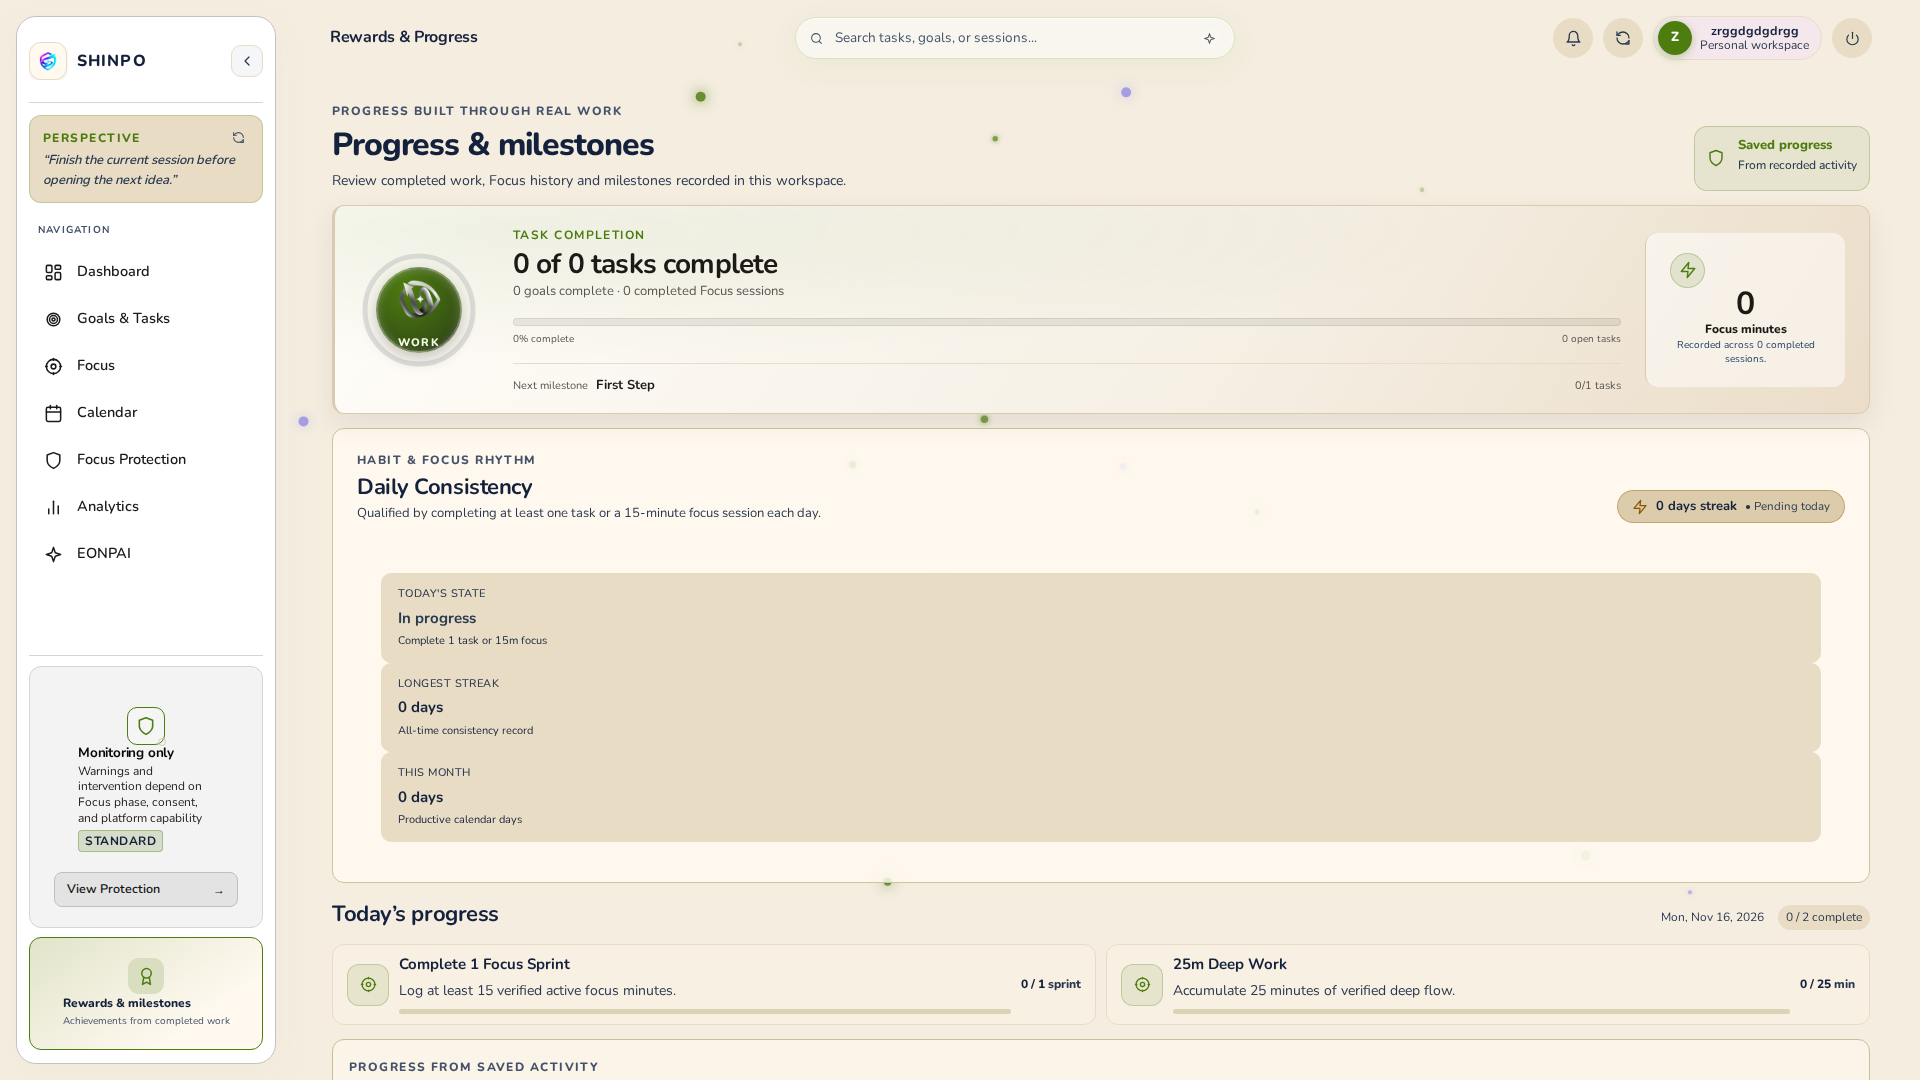 SHINPO
PERSPECTIVE
“Finish the current session before
opening the next idea.”
NAVIGATION
Dashboard
Goals & Tasks
Focus
Calendar
Focus Protection
Analytics
EONPAI
Monitoring only
Warnings and
intervention depend on
Focus phase, consent,
and platform capability
STANDARD
View Protection →
Rewards & milestones
Achievements from completed work
Rewards & Progress
Search tasks, goals, or sessions...
Z
zrggdgdgdrgg
Personal workspace
PROGRESS BUILT THROUGH REAL WORK
Progress & milestones
Review completed work, Focus history and milestones recorded in this workspace.
Saved progress
From recorded activity
WORK
TASK COMPLETION
0 of 0 tasks complete
0 goals complete · 0 completed Focus sessions
0% complete
0 open tasks
Next milestone First Step
0/1 tasks
0
Focus minutes
Recorded across 0 completed
sessions.
HABIT & FOCUS RHYTHM
Daily Consistency
Qualified by completing at least one task or a 15-minute focus session each day.
0 days streak • Pending today
TODAY'S STATE
In progress
Complete 1 task or 15m focus
LONGEST STREAK
0 days
All-time consistency record
THIS MONTH
0 days
Productive calendar days
Today’s progress
Mon, Nov 16, 2026
0 / 2 complete
Complete 1 Focus Sprint
Log at least 15 verified active focus minutes.
0 / 1 sprint
25m Deep Work
Accumulate 25 minutes of verified deep flow.
0 / 25 min
PROGRESS FROM SAVED ACTIVITY